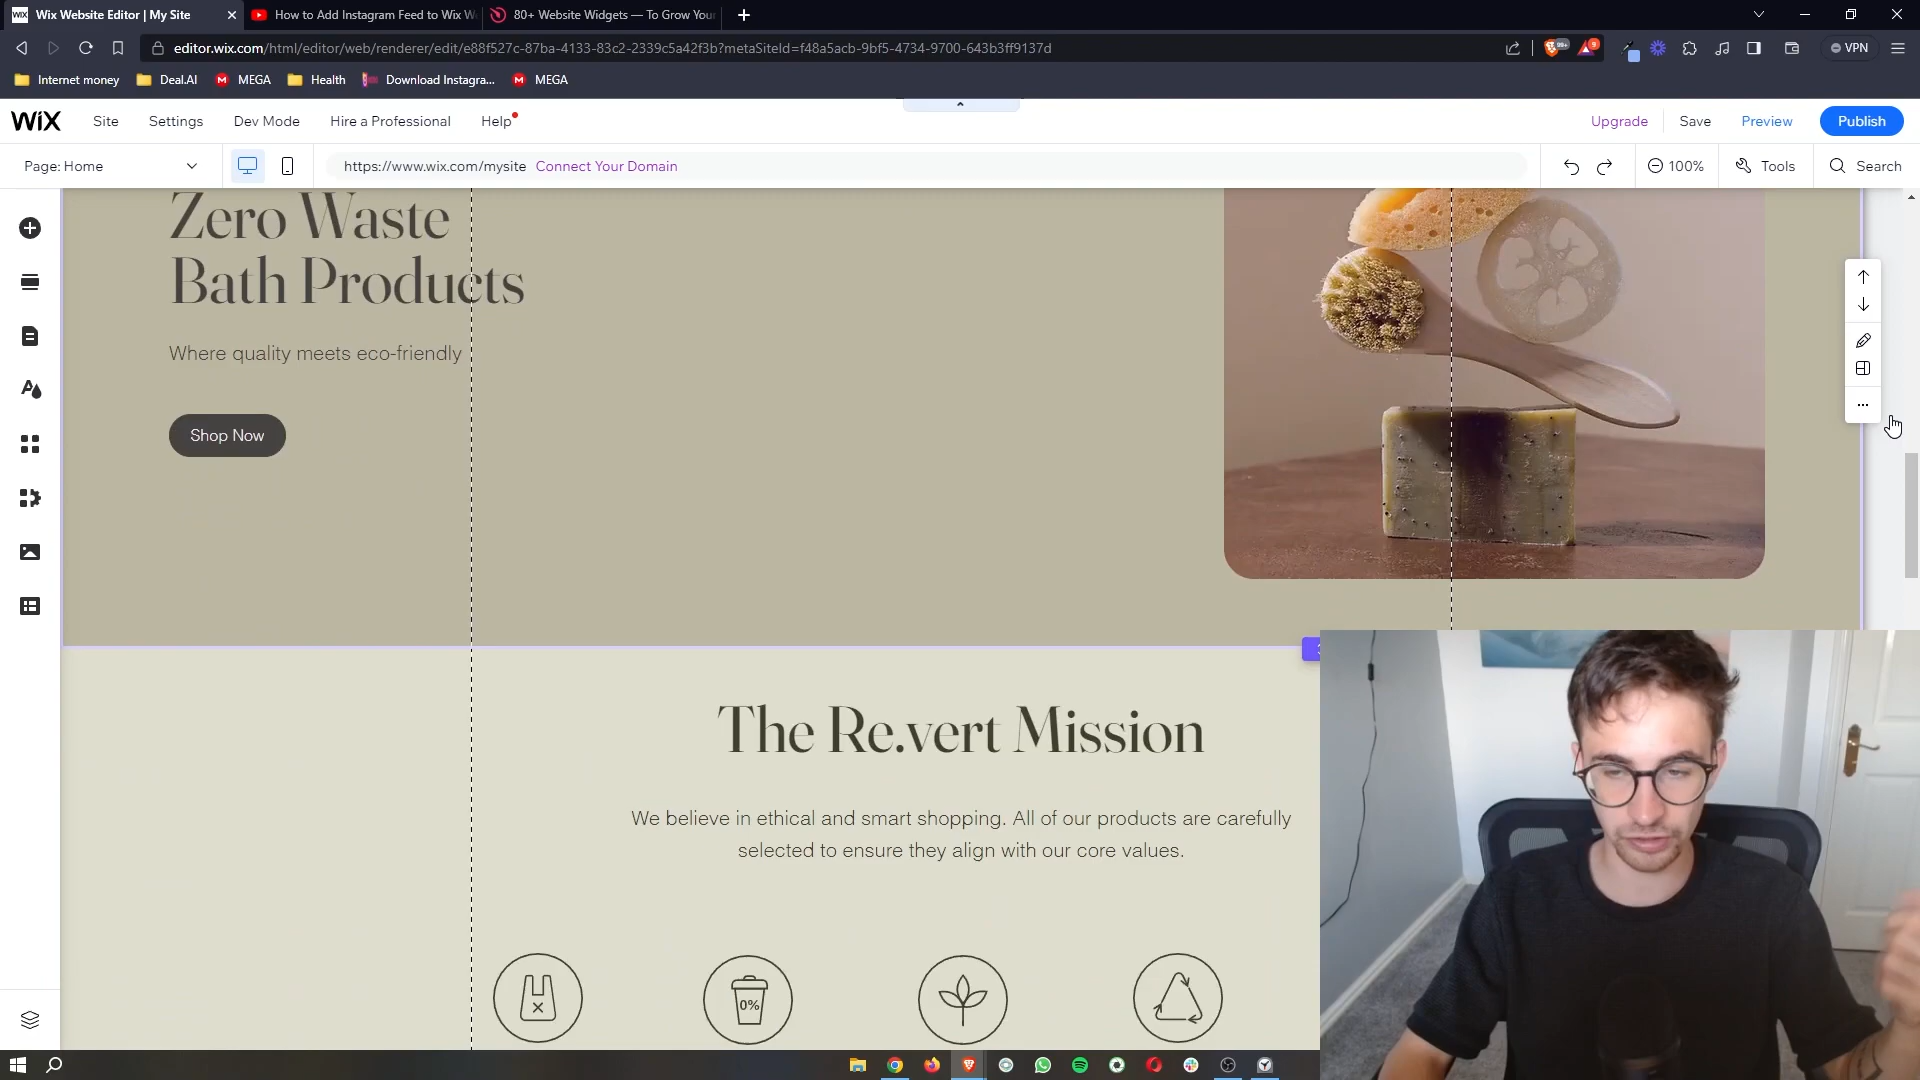 WIX Wix Website Editor | My Site
How to Add Instagram Feed to Wix W
80+ Website Widgets — To Grow Your
editor.wix.com/html/editor/web/renderer/edit/e88f527c-87ba-4133-83c2-2339c5a42f3b?metaSiteId=f48a5acb-9bf5-4734-9700-643b3ff9137d
99+
9
VPN
Internet money
Deal.AI
MEGA
Health
Download Instagra...
MEGA
WIX
Site
Settings
Dev Mode
Hire a Professional
Help
Upgrade
Save
Preview
Publish
Page: Home
https://www.wix.com/mysite
Connect Your Domain
100%
Tools
Search
Zero Waste
Bath Products
Where quality meets eco-friendly
Shop Now
The Re.vert Mission
We believe in ethical and smart shopping. All of our products are carefully
selected to ensure they align with our core values.
0%